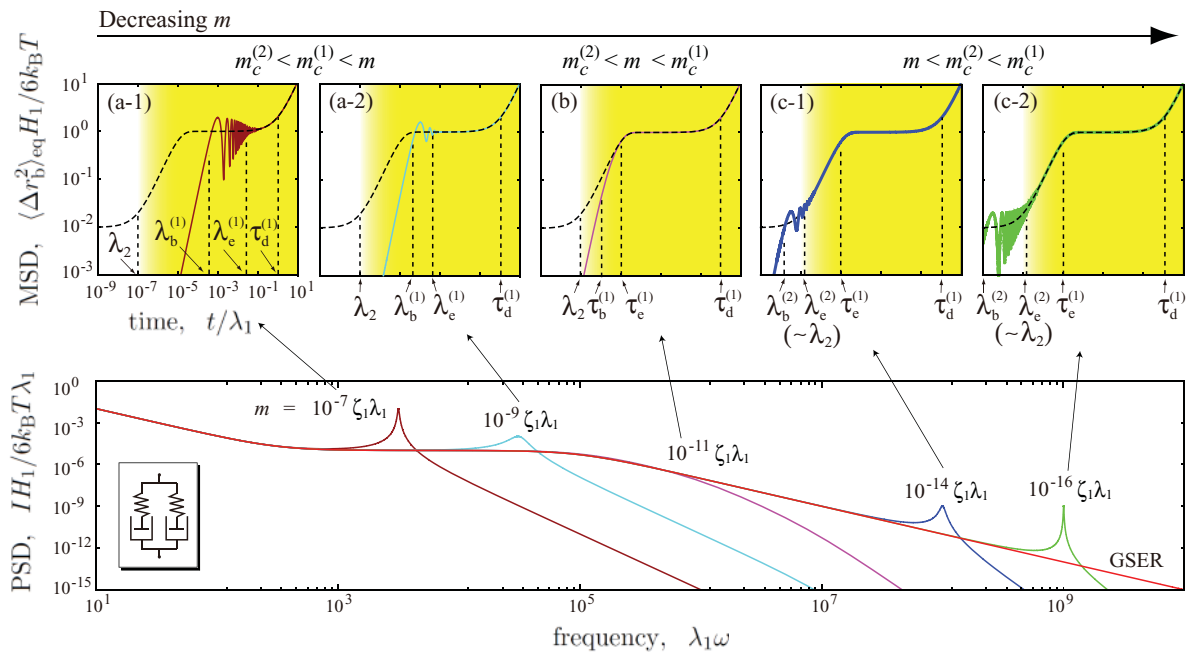 Decreasing m
m_c^(2) < m_c^(1) < m
m_c^(2) < m < m_c^(1)
m < m_c^(2) < m_c^(1)
MSD, ⟨Δr_b^2⟩_eq H_1/6k_BT
10^1
10^0
10^-1
10^-2
10^-3
(a-1)
(a-2)
(b)
(c-1)
(c-2)
λ_2
λ_b^(1)
λ_e^(1)
τ_d^(1)
10^-9
10^-7
10^-5
10^-3
10^-1
10^1
time, t/λ_1
λ_2
λ_b^(1)
λ_e^(1)
τ_d^(1)
λ_2
τ_b^(1)
τ_e^(1)
τ_d^(1)
λ_b^(2)
λ_e^(2)
(~λ_2)
τ_e^(1)
τ_d^(1)
λ_b^(2)
λ_e^(2)
(~λ_2)
τ_e^(1)
τ_d^(1)
PSD, IH_1/6k_BTλ_1
10^0
10^-3
10^-6
10^-9
10^-12
10^-15
m = 10^-7 ζ_1λ_1
10^-9 ζ_1λ_1
10^-11 ζ_1λ_1
10^-14 ζ_1λ_1
10^-16 ζ_1λ_1
GSER
10^1
10^3
10^5
10^7
10^9
frequency, λ_1ω